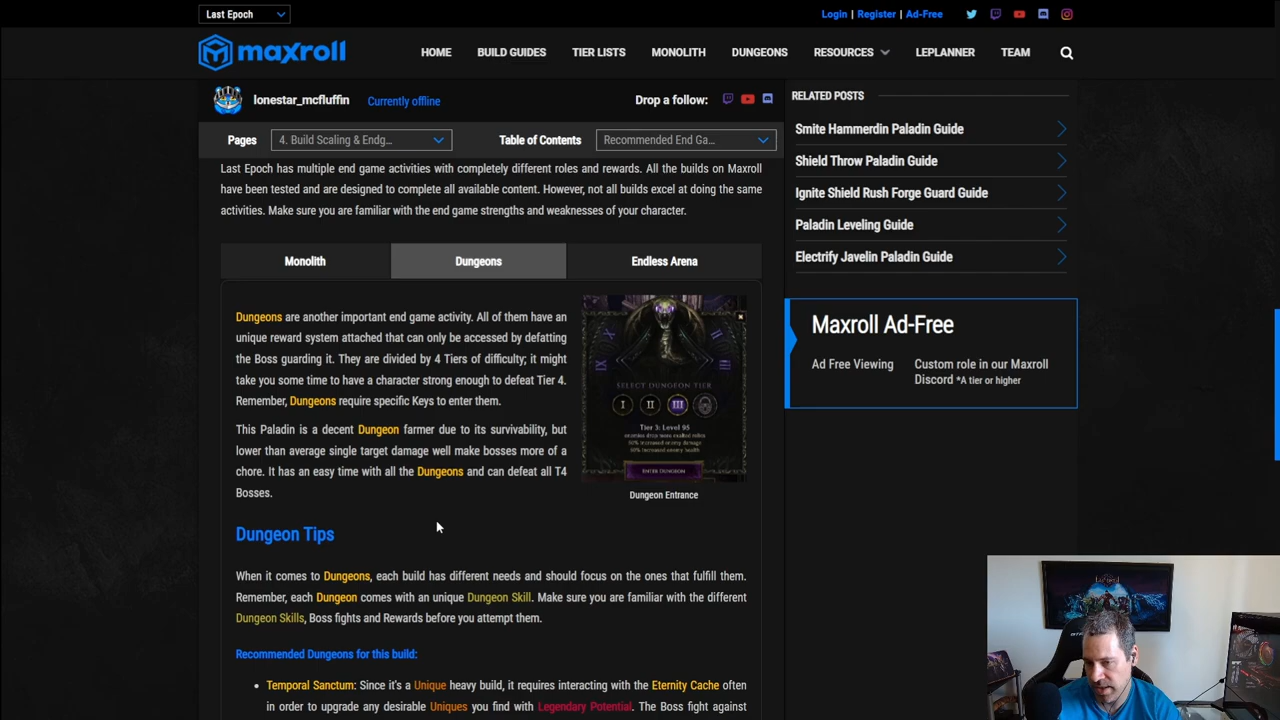 Last Epoch
Login | Register | Ad-Free
maxroll
HOME
BUILD GUIDES
TIER LISTS
MONOLITH
DUNGEONS
RESOURCES
LEPLANNER
TEAM
lonestar_mcfluffin
Currently offline
Drop a follow:
Pages
4. Build Scaling & Endg...
Table of Contents
Recommended End Ga...
Last Epoch has multiple end game activities with completely different roles and rewards. All the builds on Maxroll
have been tested and are designed to complete all available content. However, not all builds excel at doing the same
activities. Make sure you are familiar with the end game strengths and weaknesses of your character.
Monolith
Dungeons
Endless Arena
Dungeons are another important end game activity. All of them have an
unique reward system attached that can only be accessed by defatting
the Boss guarding it. They are divided by 4 Tiers of difficulty; it might
take you some time to have a character strong enough to defeat Tier 4.
Remember, Dungeons require specific Keys to enter them.
This Paladin is a decent Dungeon farmer due to its survivability, but
lower than average single target damage well make bosses more of a
chore. It has an easy time with all the Dungeons and can defeat all T4
Bosses.
SELECT DUNGEON TIER
I II III
Tier 3: Level 95
ENTER DUNGEON
Dungeon Entrance
Dungeon Tips
When it comes to Dungeons, each build has different needs and should focus on the ones that fulfill them.
Remember, each Dungeon comes with an unique Dungeon Skill. Make sure you are familiar with the different
Dungeon Skills, Boss fights and Rewards before you attempt them.
Recommended Dungeons for this build:
• Temporal Sanctum: Since it's a Unique heavy build, it requires interacting with the Eternity Cache often
in order to upgrade any desirable Uniques you find with Legendary Potential. The Boss fight against
RELATED POSTS
Smite Hammerdin Paladin Guide
Shield Throw Paladin Guide
Ignite Shield Rush Forge Guard Guide
Paladin Leveling Guide
Electrify Javelin Paladin Guide
Maxroll Ad-Free
Ad Free Viewing
Custom role in our Maxroll
Discord *A tier or higher